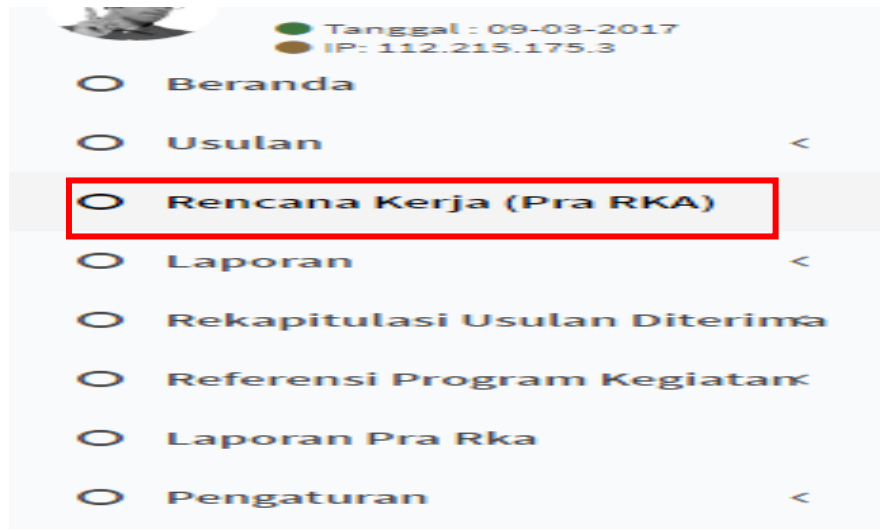 Tanggal : 09-03-2017
IP: 112.215.175.3
Beranda
Usulan <
Rencana Kerja (Pra RKA)
Laporan <
Rekapitulasi Usulan Diterima <
Referensi Program Kegiatan <
Laporan Pra Rka
Pengaturan <